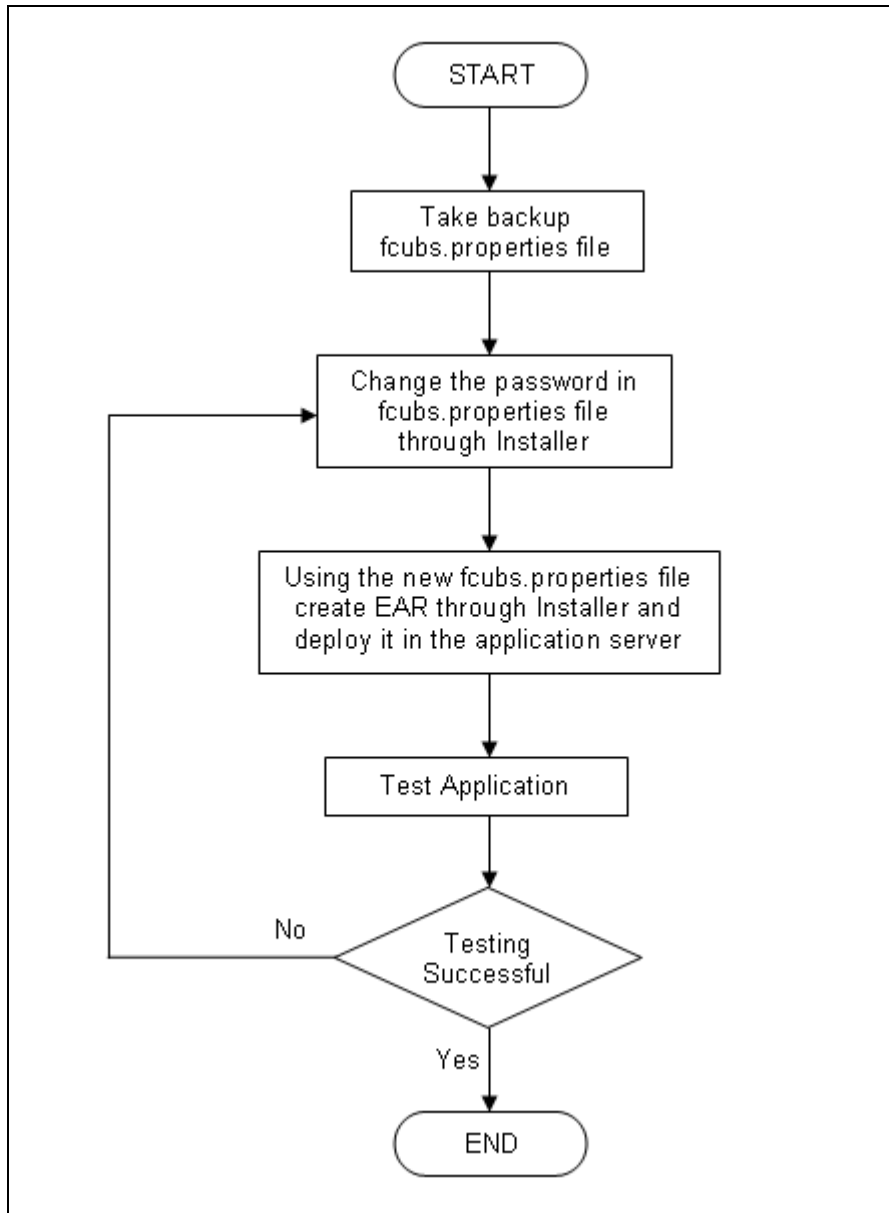 START
Take backup
fcubs.properties file
Change the password in
fcubs.properties file
through Installer
Using the new fcubs.properties file
create EAR through Installer and
deploy it in the application server
Test Application
No
Testing
Successful
Yes
END